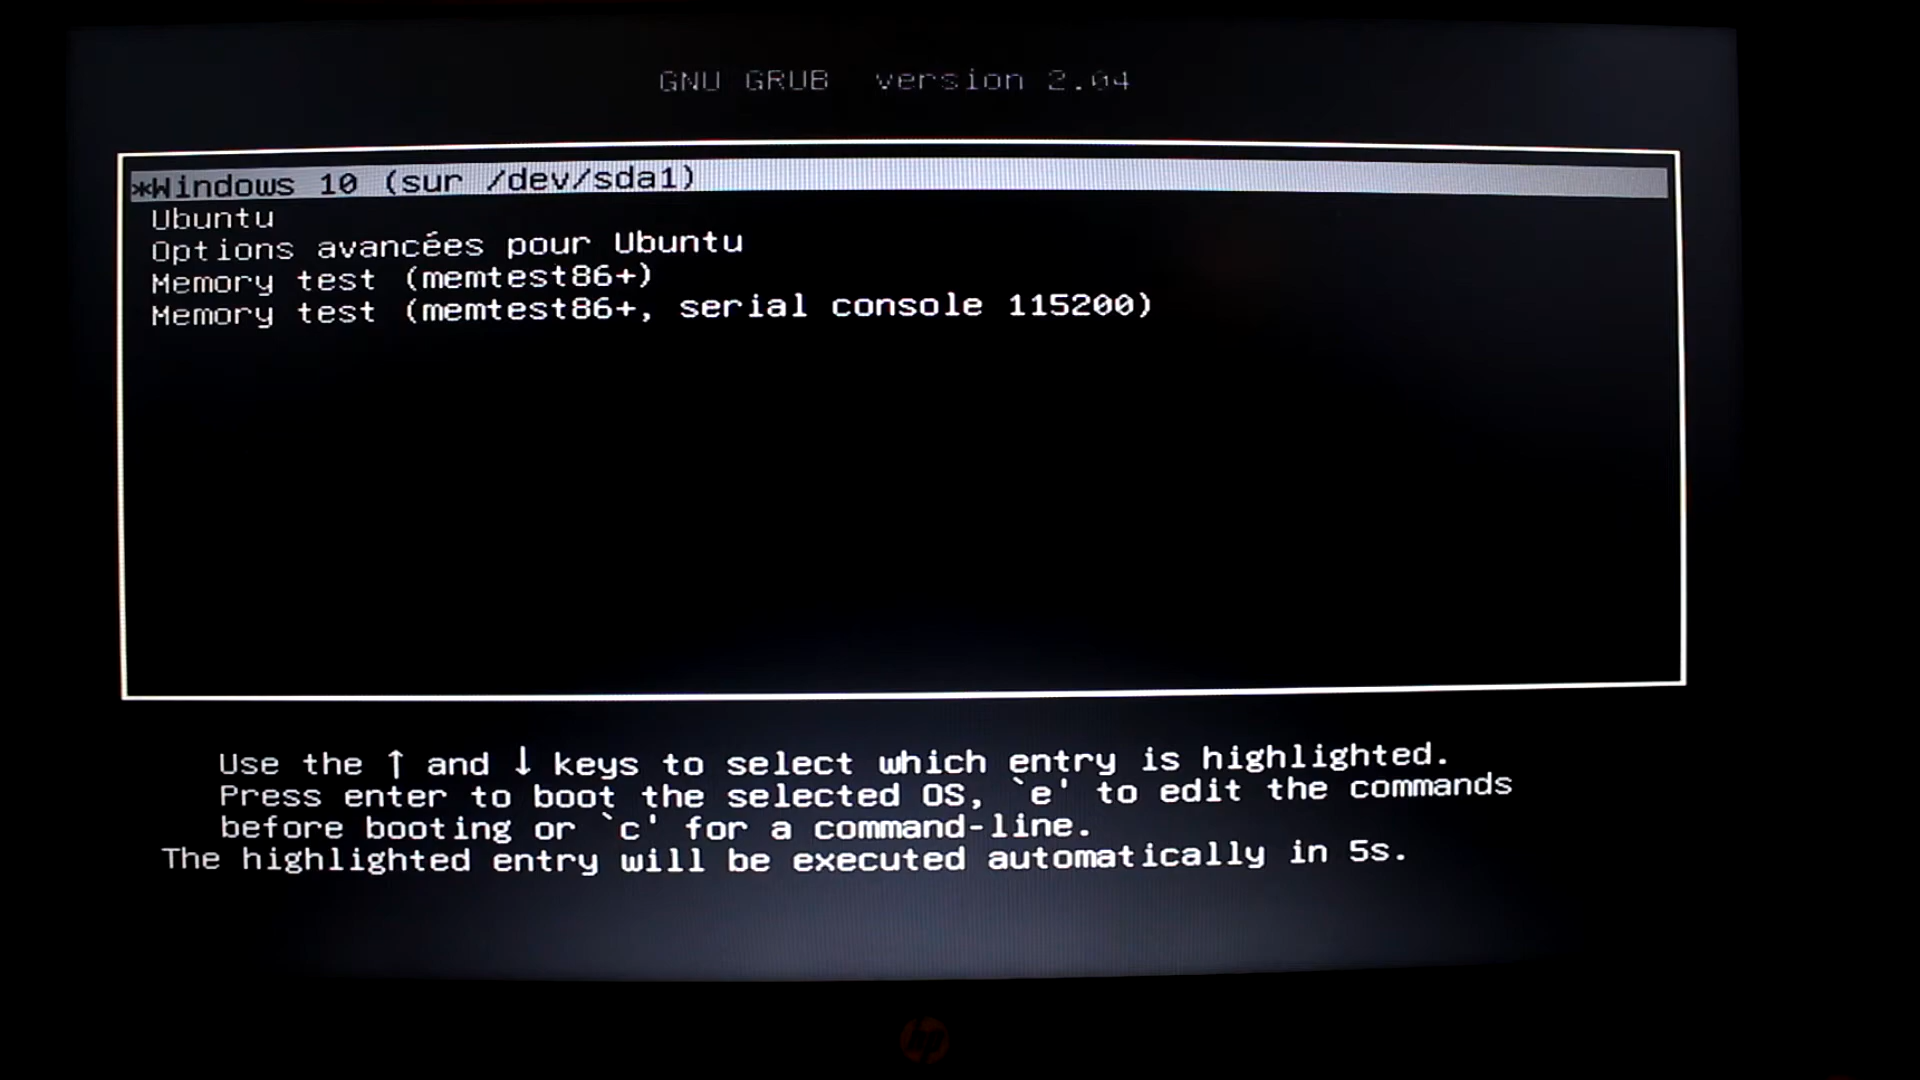 GNU GRUB version 2.04
*Windows 10 (sur /dev/sda1)
Ubuntu
Options avancées pour Ubuntu
Memory test (memtest86+)
Memory test (memtest86+, serial console 115200)
Use the ↑ and ↓ keys to select which entry is highlighted.
Press enter to boot the selected OS, `e' to edit the commands
before booting or `c' for a command-line.
The highlighted entry will be executed automatically in 5s.
hp